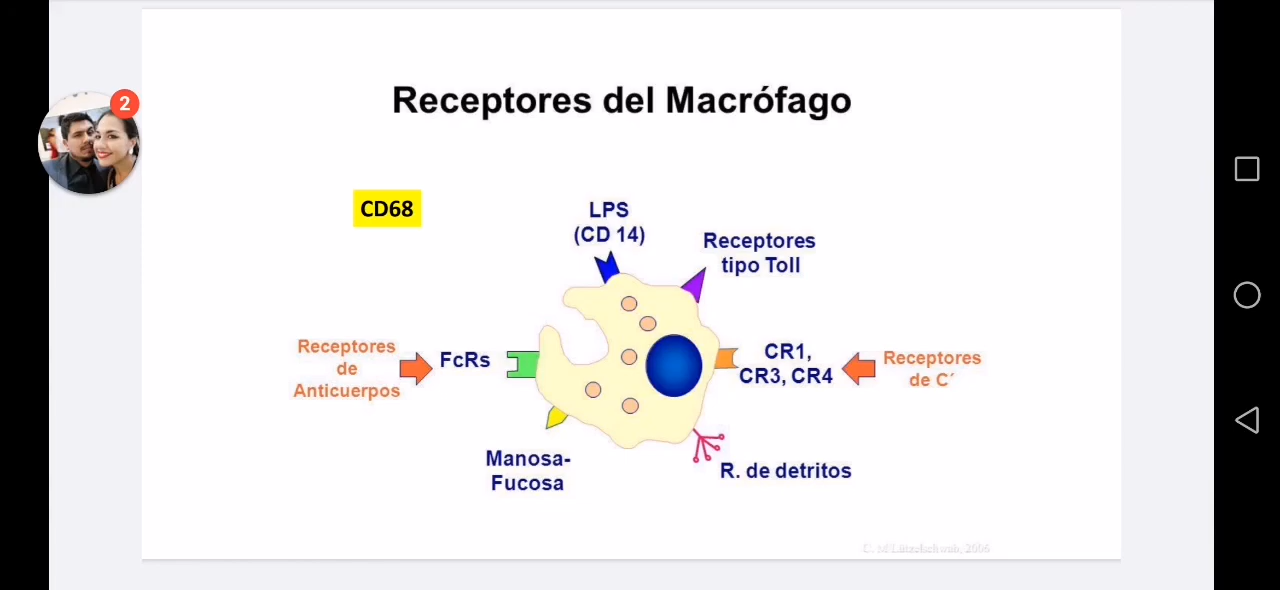 2
Receptores del Macrófago
CD68
LPS
(CD 14)
Receptores
tipo Toll
Receptores
de
Anticuerpos
FcRs
CR1,
CR3, CR4
Receptores
de C´
Manosa-
Fucosa
R. de detritos
2006